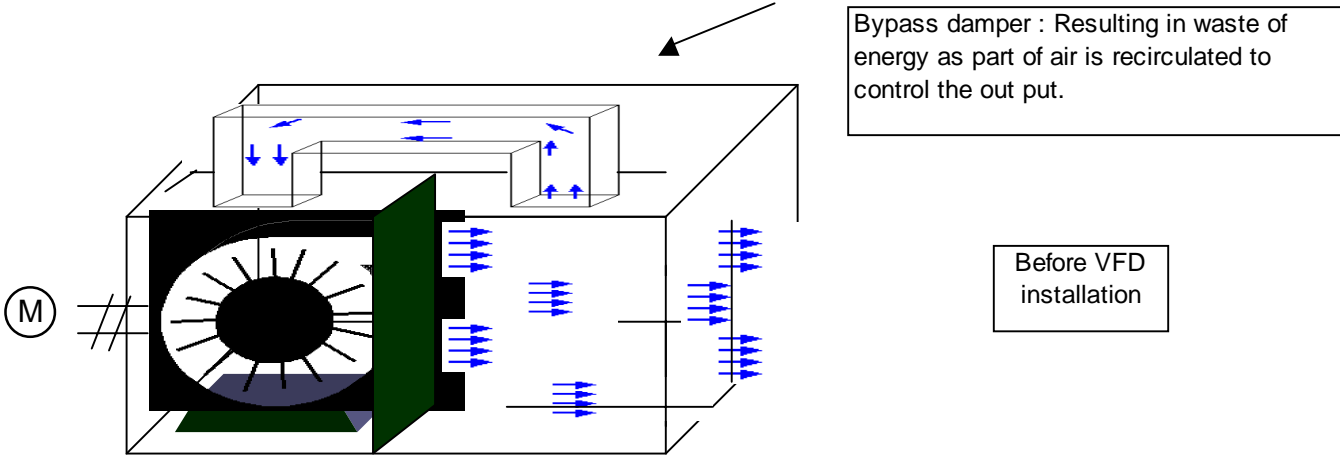 Bypass damper : Resulting in waste of
energy as part of air is recirculated to
control the out put.
Before VFD
installation
M